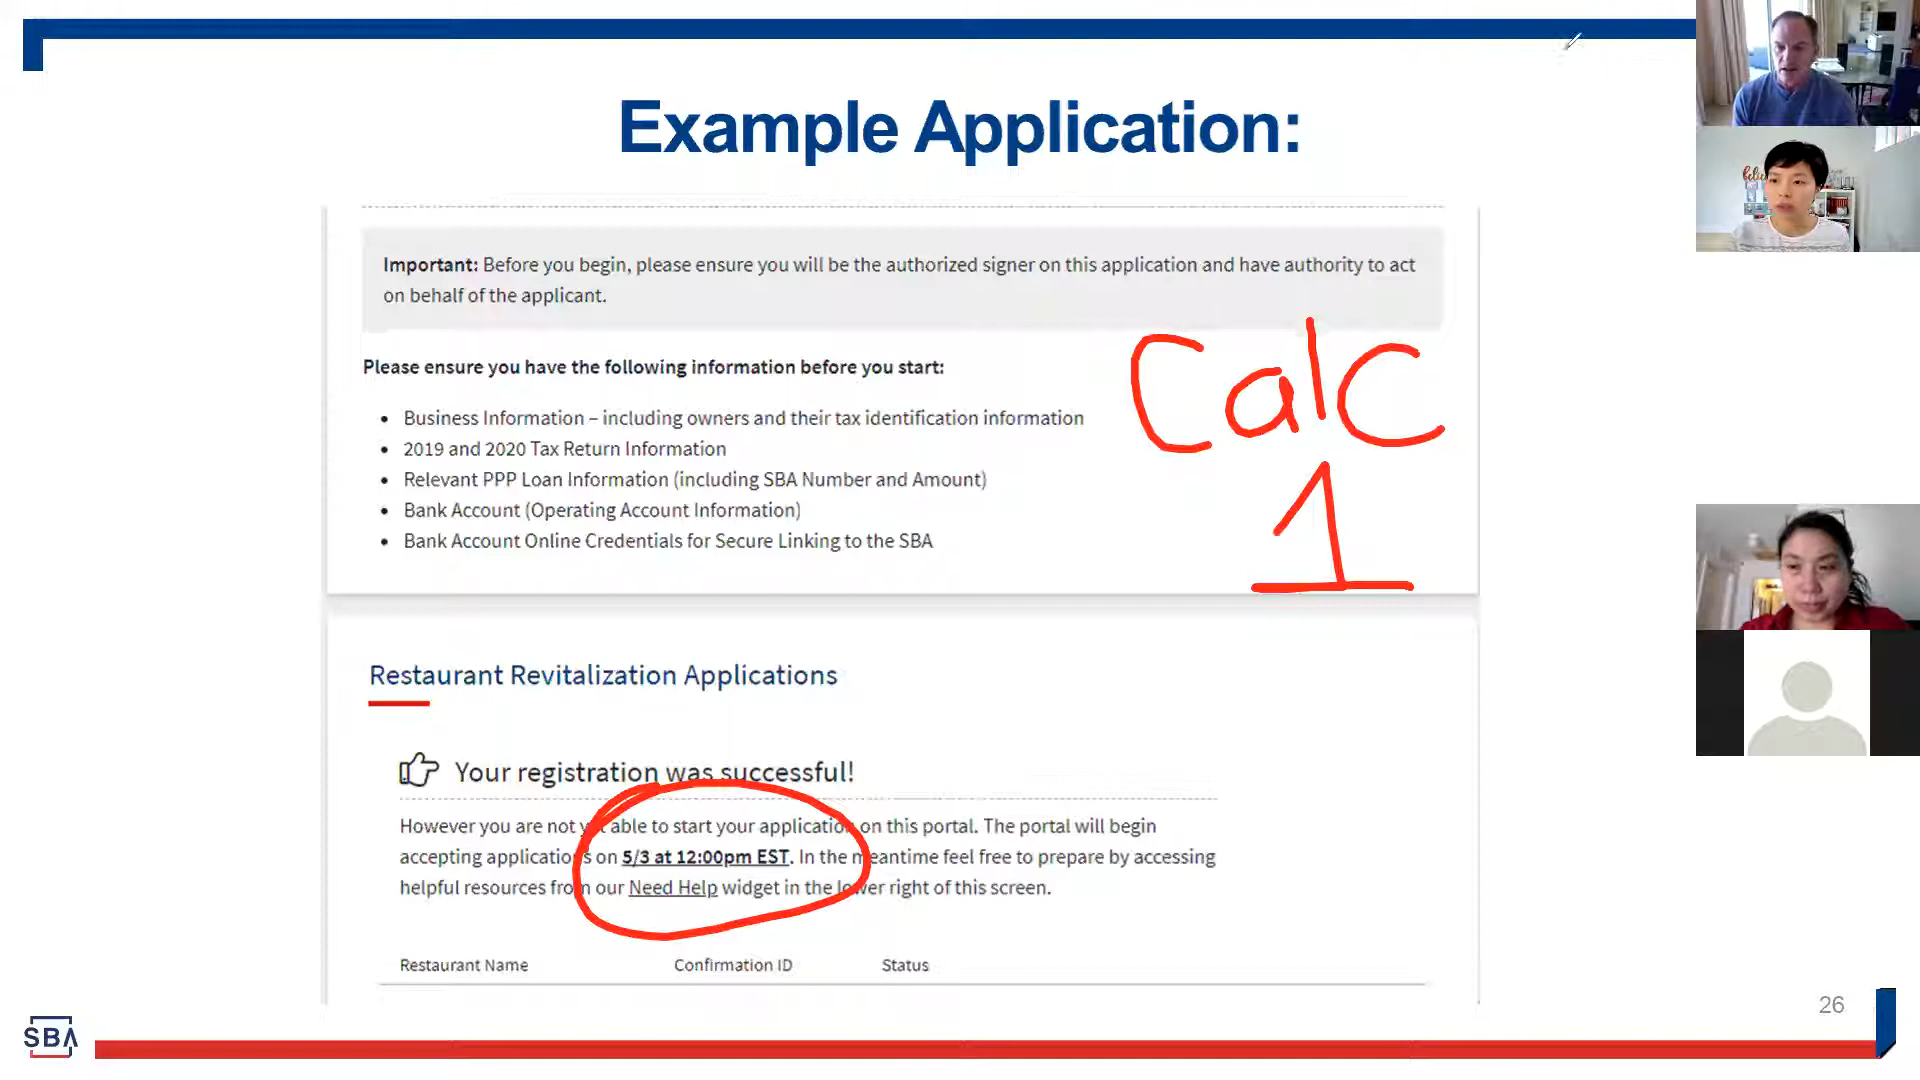 Example Application:
Important: Before you begin, please ensure you will be the authorized signer on this application and have authority to act
on behalf of the applicant.
Please ensure you have the following information before you start:
• Business Information – including owners and their tax identification information
• 2019 and 2020 Tax Return Information
• Relevant PPP Loan Information (including SBA Number and Amount)
• Bank Account (Operating Account Information)
• Bank Account Online Credentials for Secure Linking to the SBA
Calc
1
Restaurant Revitalization Applications
Your registration was successful!
However you are not yet able to start your application on this portal. The portal will begin
accepting applications on 5/3 at 12:00pm EST. In the meantime feel free to prepare by accessing
helpful resources from our Need Help widget in the lower right of this screen.
Restaurant Name Confirmation ID Status
26
SBA